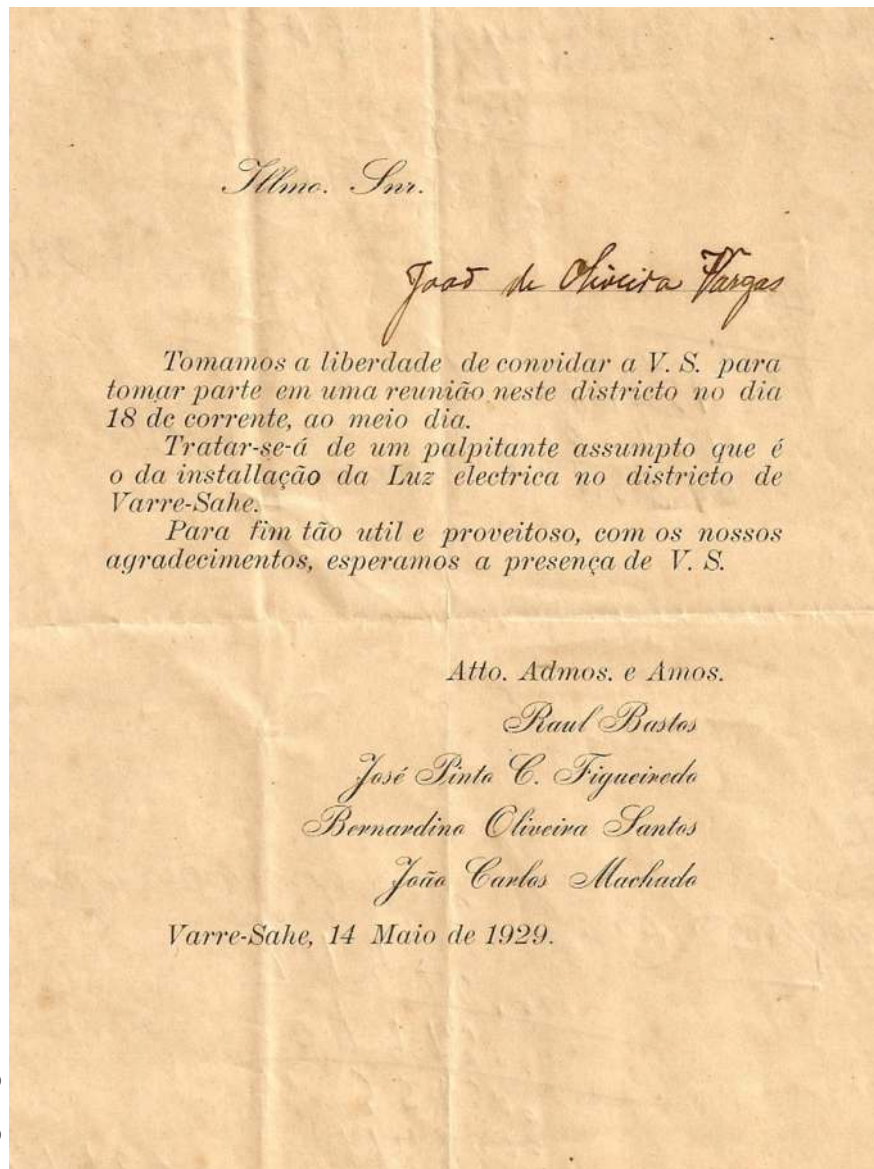 Illmo. Snr.
João de Oliveira Vargas
Tomamos a liberdade de convidar a V. S. para
tomar parte em uma reunião neste districto no dia
18 dc corrente, ao meio dia.
Tratar-se-á de um palpitante assumpto que é
o da installação da Luz electrica no districto de
Varre-Sahe.
Para fim tão util e proveitoso, com os nossos
agradecimentos, esperamos a presença de V. S.
Atto. Admos. e Amos.
Raul Bastos
José Pinto C. Figueiredo
Bernardino Oliveira Santos
João Carlos Machado
Varre-Sahe, 14 Maio de 1929.